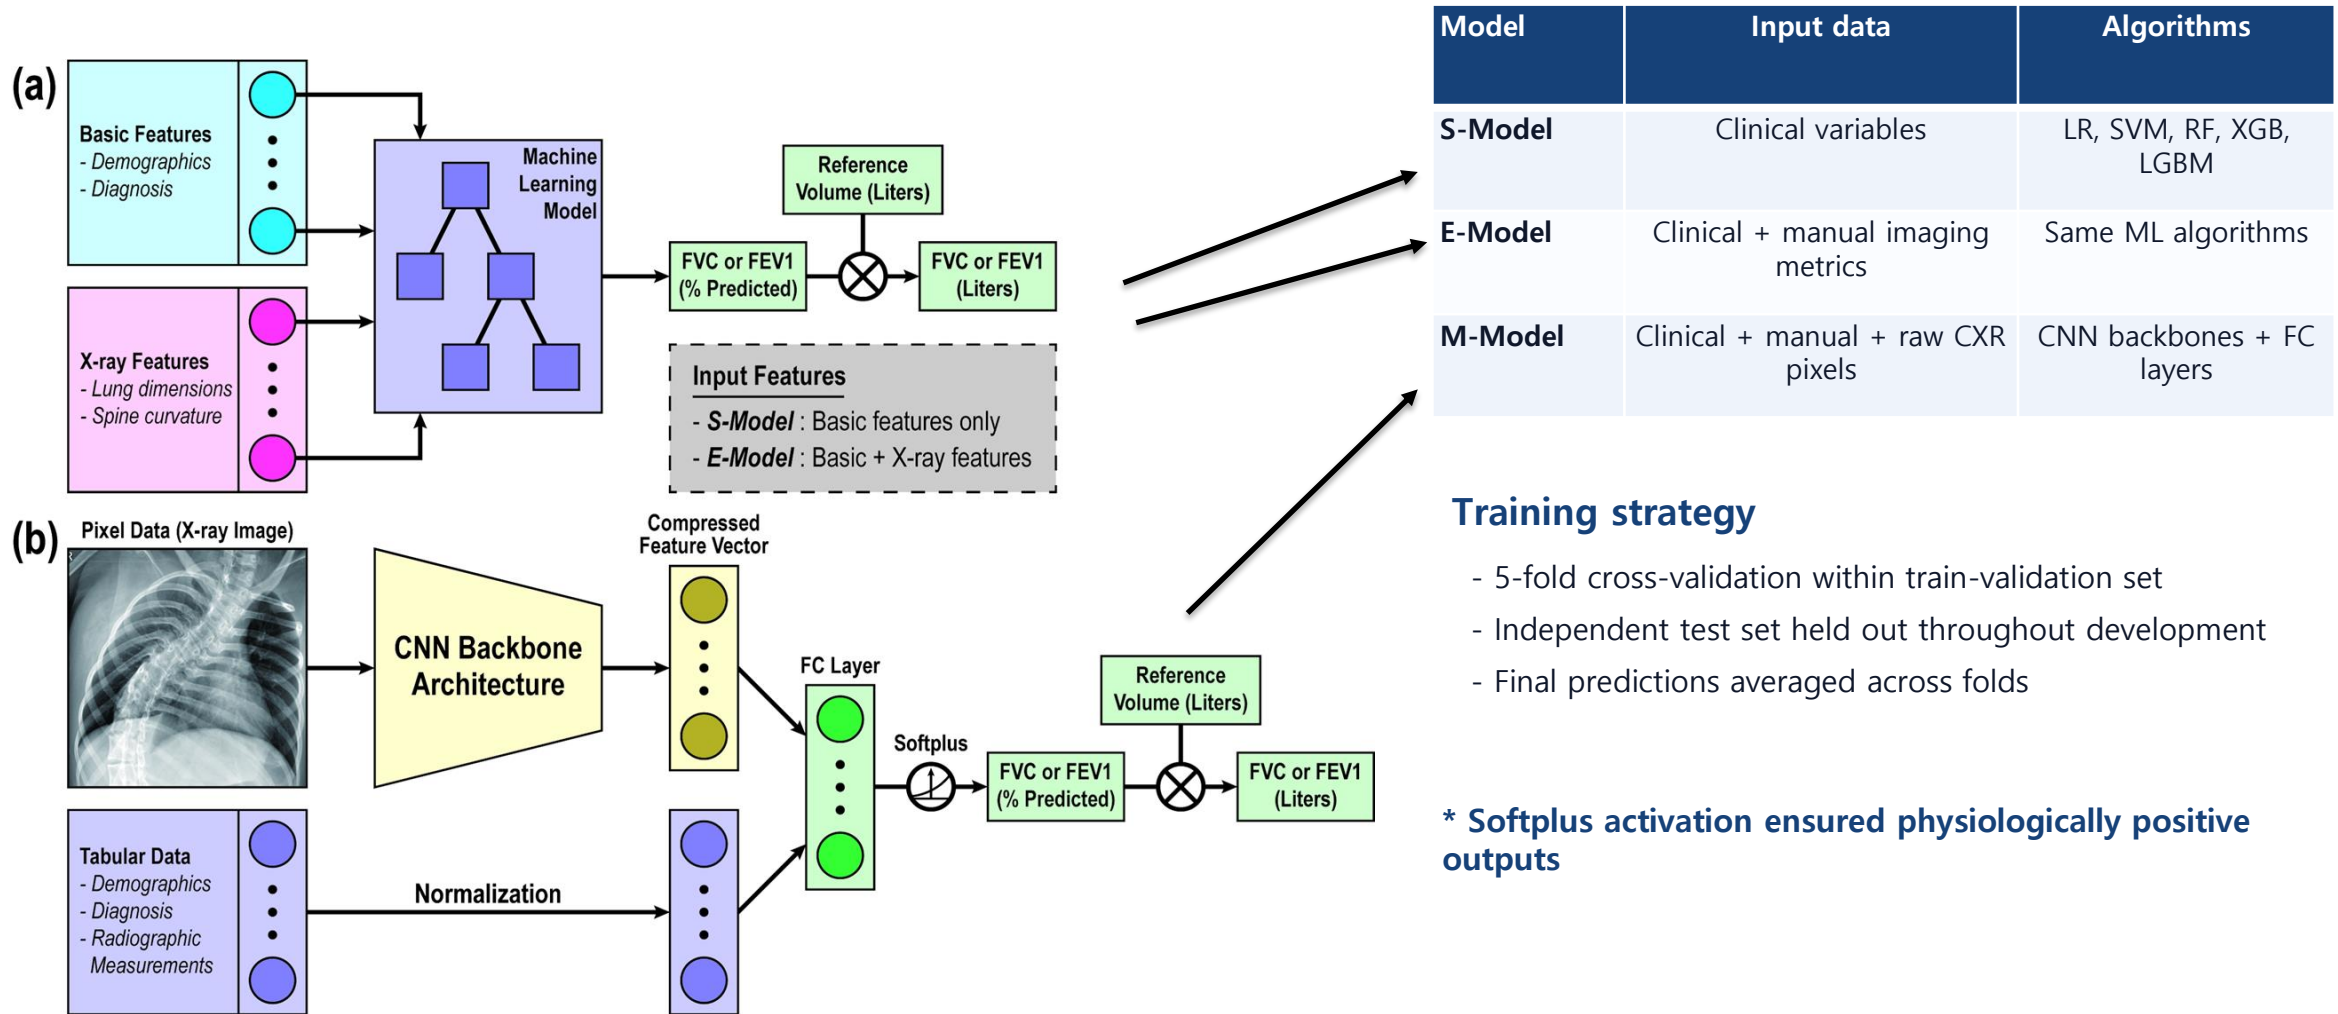 (a)
Basic Features
- Demographics
- Diagnosis
X-ray Features
- Lung dimensions
- Spine curvature
Machine
Learning
Model
Reference
Volume (Liters)
FVC or FEV1
(% Predicted)
FVC or FEV1
(Liters)
Input Features
- S-Model : Basic features only
- E-Model : Basic + X-ray features
(b)
Pixel Data (X-ray Image)
CNN Backbone
Architecture
Compressed
Feature Vector
FC Layer
Softplus
Reference
Volume (Liters)
FVC or FEV1
(% Predicted)
FVC or FEV1
(Liters)
Tabular Data
- Demographics
- Diagnosis
- Radiographic
Measurements
Normalization
Model Input data Algorithms
S-Model Clinical variables LR, SVM, RF, XGB,
LGBM
E-Model Clinical + manual imaging Same ML algorithms
metrics
M-Model Clinical + manual + raw CXR CNN backbones + FC
pixels layers
Training strategy
- 5-fold cross-validation within train-validation set
- Independent test set held out throughout development
- Final predictions averaged across folds
* Softplus activation ensured physiologically positive
outputs